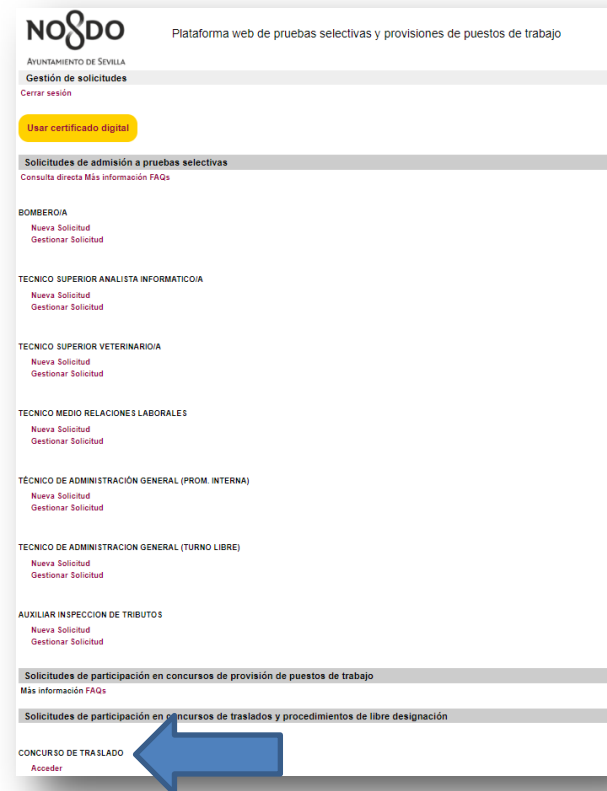 NO8DO
Plataforma web de pruebas selectivas y provisiones de puestos de trabajo
AYUNTAMIENTO DE SEVILLA
Gestión de solicitudes
Cerrar sesión
Usar certificado digital
Solicitudes de admisión a pruebas selectivas
Consulta directa Más información FAQs
BOMBERO/A
Nueva Solicitud
Gestionar Solicitud
TECNICO SUPERIOR ANALISTA INFORMATICO/A
Nueva Solicitud
Gestionar Solicitud
TECNICO SUPERIOR VETERINARIO/A
Nueva Solicitud
Gestionar Solicitud
TECNICO MEDIO RELACIONES LABORALES
Nueva Solicitud
Gestionar Solicitud
TÉCNICO DE ADMINISTRACIÓN GENERAL (PROM. INTERNA)
Nueva Solicitud
Gestionar Solicitud
TECNICO DE ADMINISTRACION GENERAL (TURNO LIBRE)
Nueva Solicitud
Gestionar Solicitud
AUXILIAR INSPECCION DE TRIBUTOS
Nueva Solicitud
Gestionar Solicitud
Solicitudes de participación en concursos de provisión de puestos de trabajo
Más información FAQs
Solicitudes de participación en concursos de traslados y procedimientos de libre designación
CONCURSO DE TRASLADO
Acceder